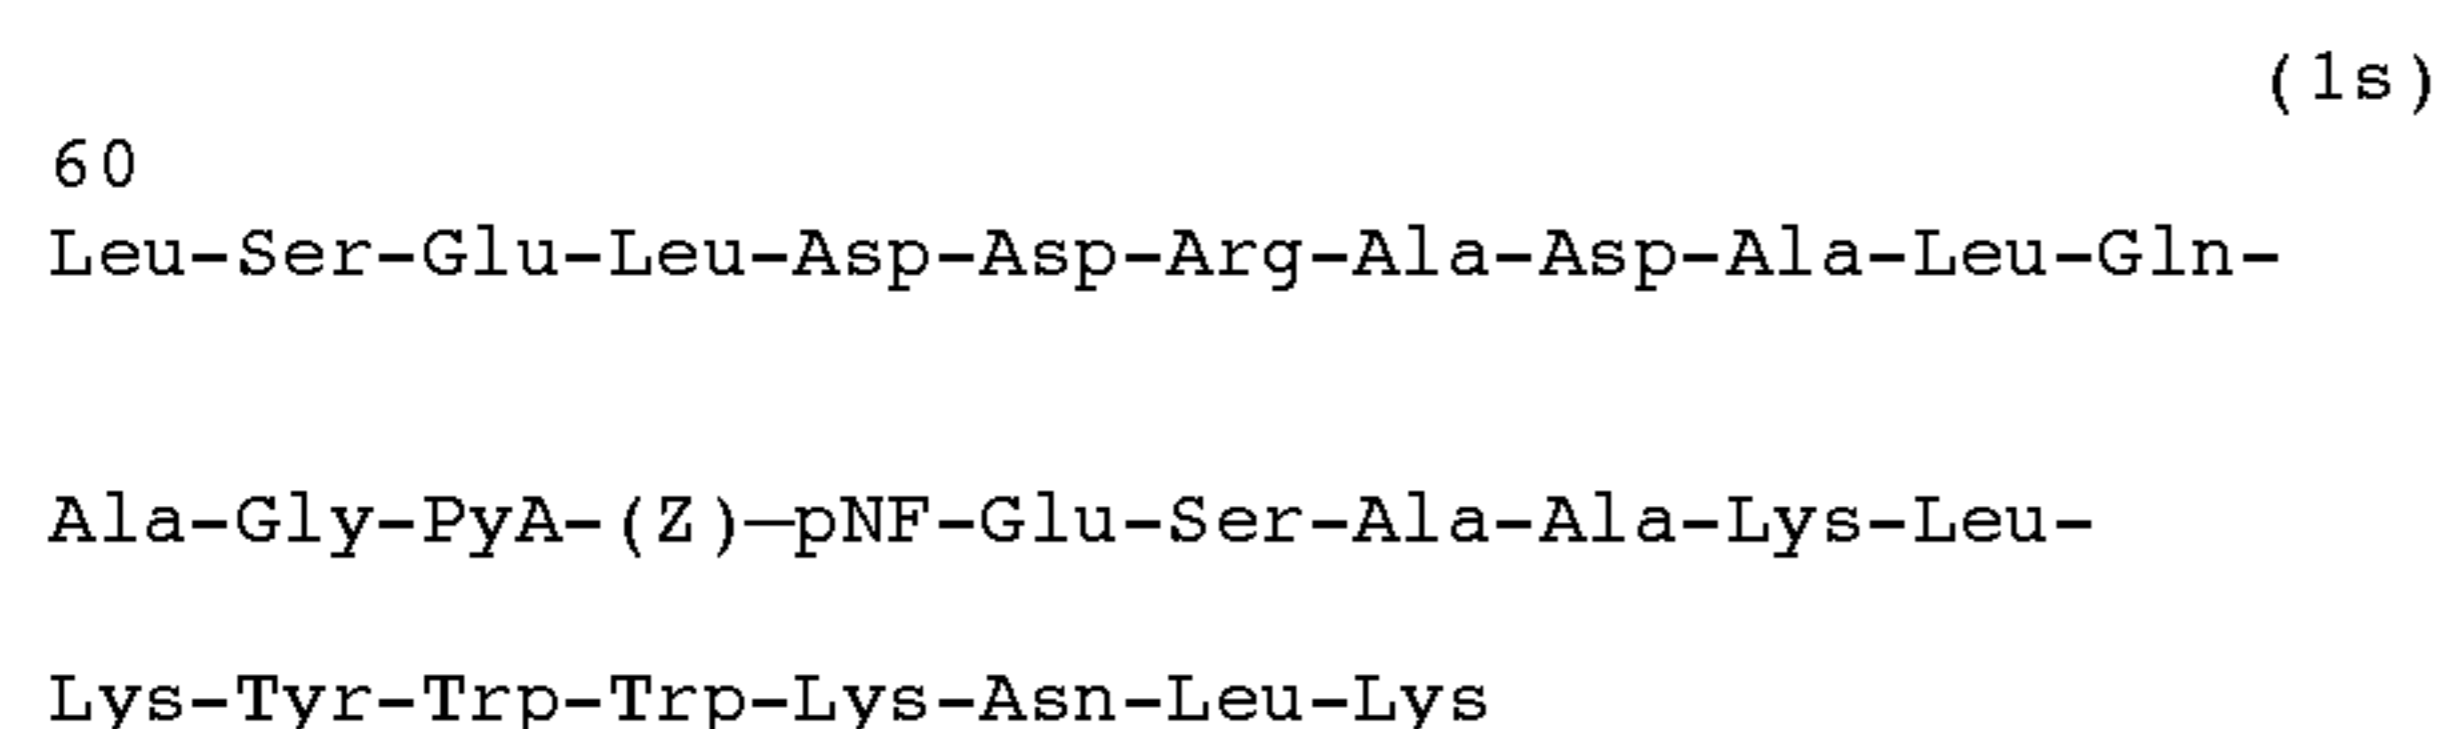 (1s)
60
Leu-Ser-Glu-Leu-Asp-Asp-Arg-Ala-Asp-Ala-Leu-Gln-
Ala-Gly-PyA-(Z)—pNF-Glu-Ser-Ala-Ala-Lys-Leu-
Lys-Tyr-Trp-Trp-Lys-Asn-Leu-Lys